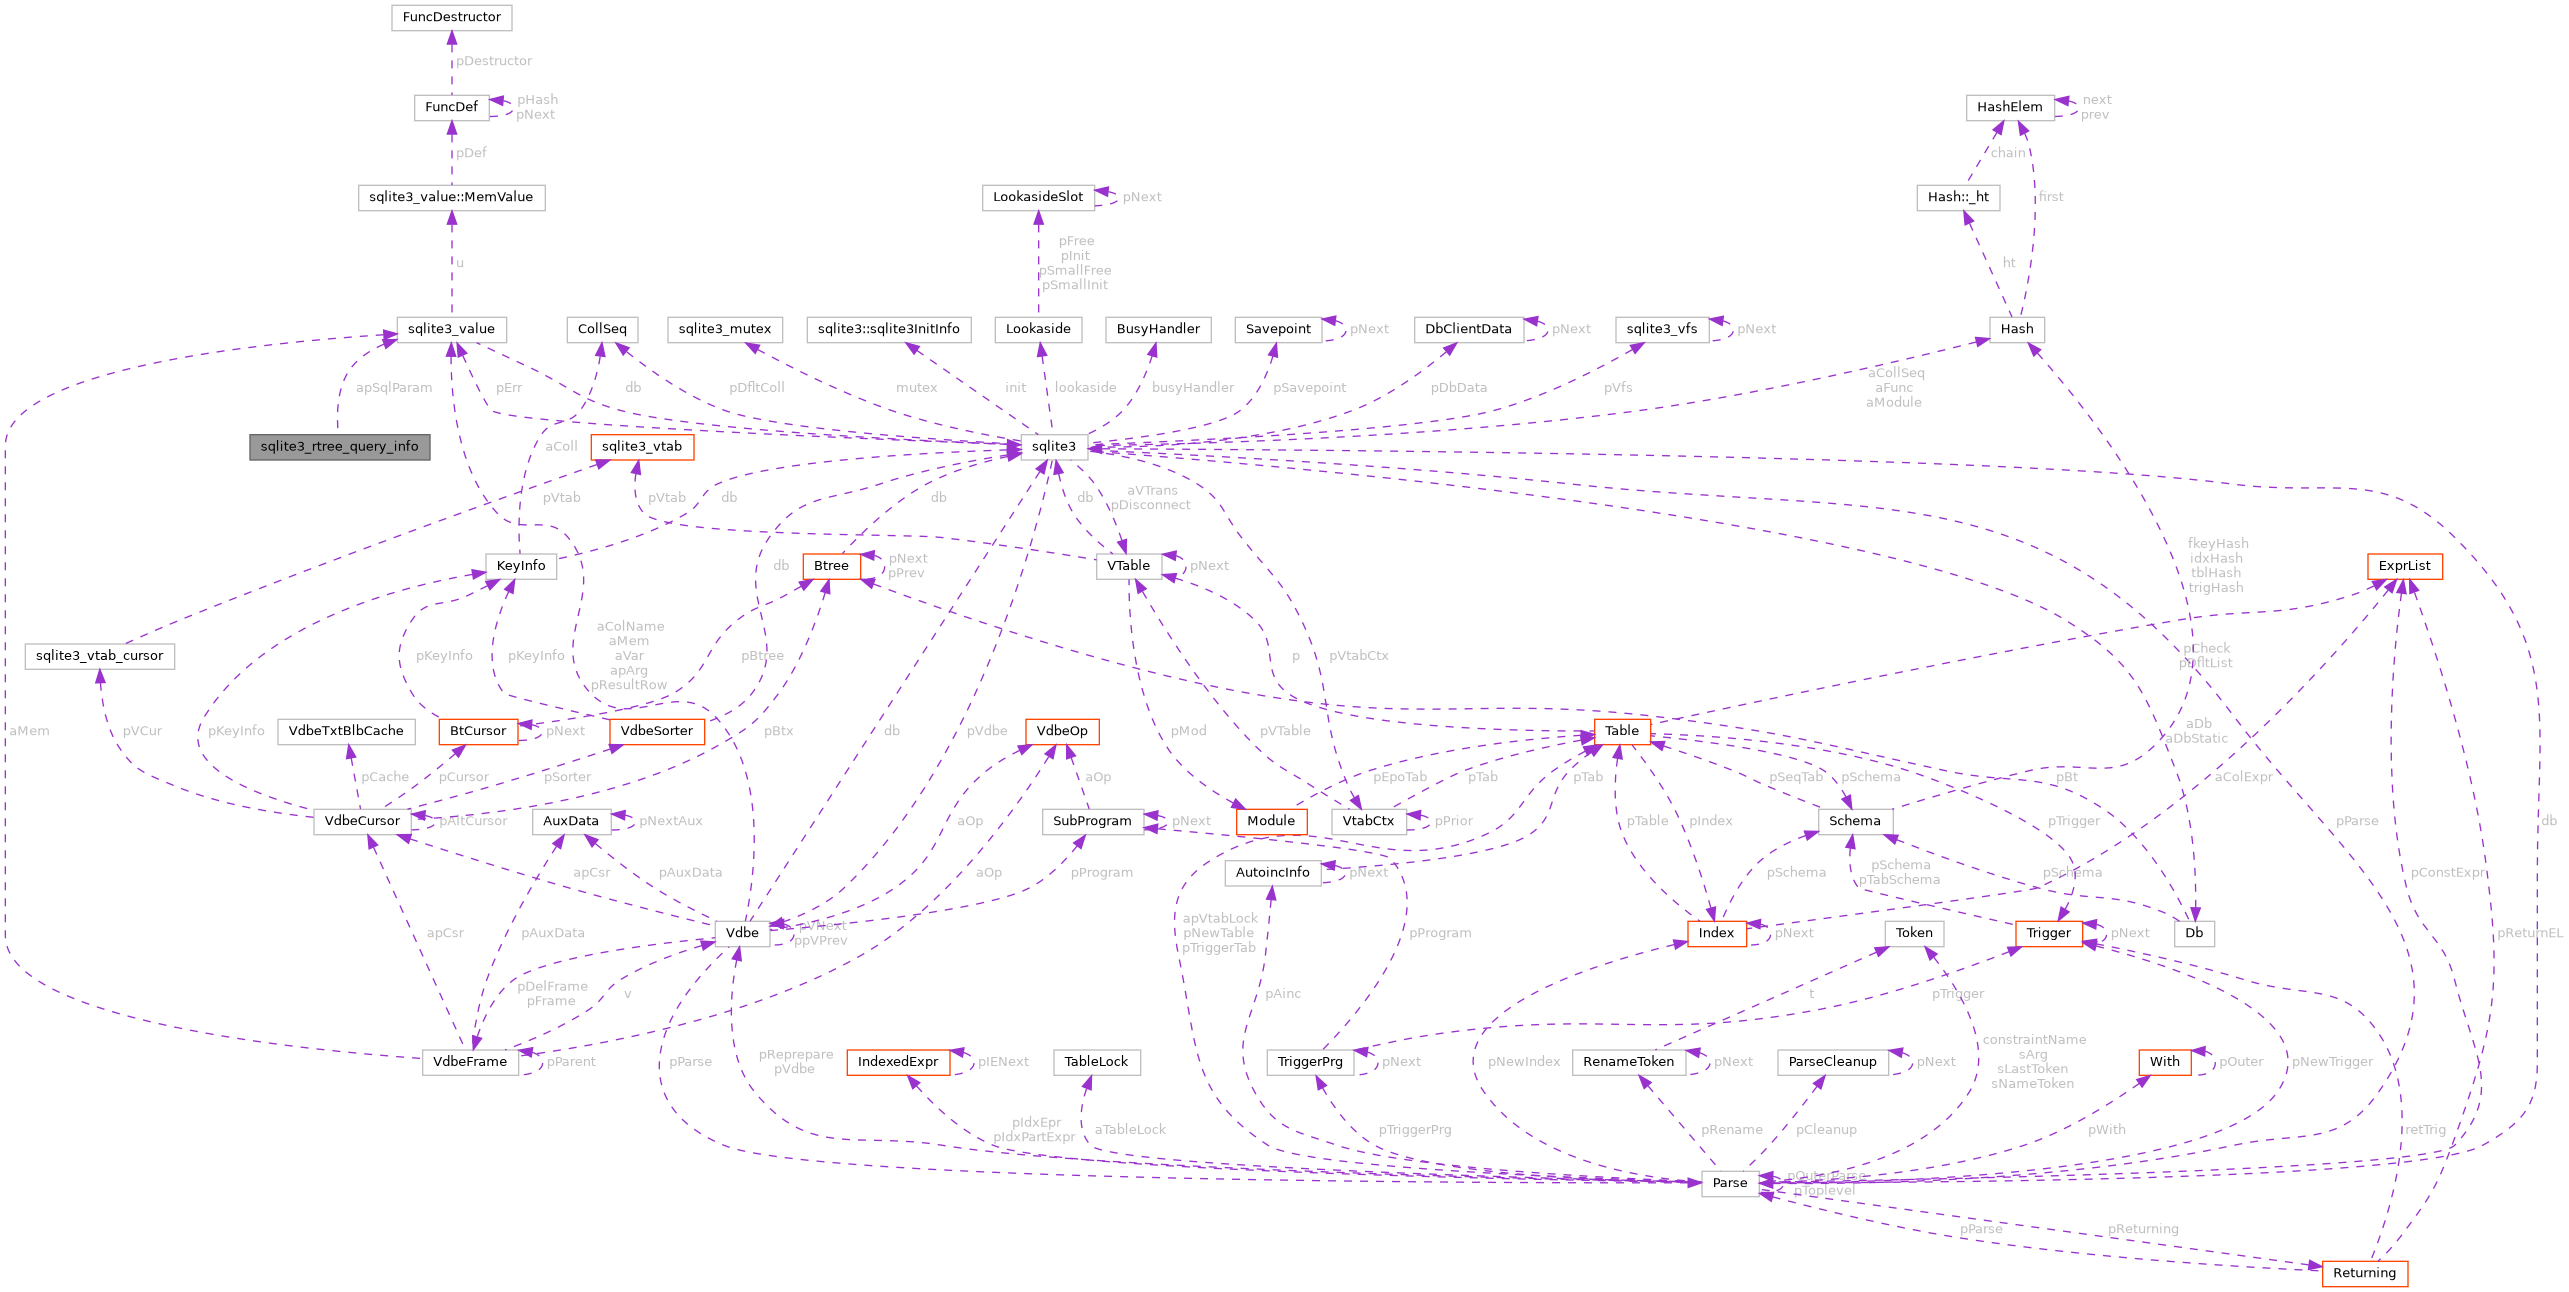 FuncDestructor
pDestructor
FuncDef
pHash
pNext
HashElem
next
prev
pDef
chain
sqlite3_value::MemValue
LookasideSlot
pNext
Hash::_ht
first
u
pFree
pInit
pSmallFree
pSmallInit
ht
sqlite3_value
CollSeq
sqlite3_mutex
sqlite3::sqlite3InitInfo
Lookaside
BusyHandler
Savepoint
pNext
DbClientData
pNext
sqlite3_vfs
pNext
Hash
apSqlParam
pErr
db
pDfltColl
mutex
init
lookaside
busyHandler
pSavepoint
pDbData
pVfs
aCollSeq
aFunc
aModule
sqlite3_rtree_query_info
aColl
sqlite3_vtab
sqlite3
pVtab
pVtab
db
db
db
aVTrans
pDisconnect
KeyInfo
db
Btree
pNext
pPrev
VTable
pNext
fkeyHash
idxHash
tblHash
trigHash
ExprList
sqlite3_vtab_cursor
pKeyInfo
pKeyInfo
aColName
aMem
aVar
apArg
pResultRow
pBtree
p
pVtabCtx
pCheck
pDfltList
aMem
pVCur
pKeyInfo
VdbeTxtBlbCache
BtCursor
pNext
VdbeSorter
pBtx
db
pVdbe
VdbeOp
pMod
pVTable
Table
aDb
aDbStatic
pCache
pCursor
pSorter
aOp
pEpoTab
pTab
pTab
pSeqTab
pSchema
pBt
aColExpr
VdbeCursor
pAltCursor
AuxData
pNextAux
aOp
SubProgram
pNext
Module
VtabCtx
pPrior
pTable
pIndex
Schema
pTrigger
pParse
db
apCsr
pAuxData
aOp
pProgram
AutoincInfo
pNext
pSchema
pSchema
pTabSchema
pSchema
pConstExpr
apCsr
pAuxData
Vdbe
pVNext
ppVPrev
apVtabLock
pNewTable
pTriggerTab
pProgram
Index
pNext
Token
Trigger
pNext
Db
pReturnEL
pDelFrame
pFrame
v
pAinc
t
pTrigger
VdbeFrame
pParent
pParse
pReprepare
pVdbe
IndexedExpr
pIENext
TableLock
TriggerPrg
pNext
pNewIndex
RenameToken
pNext
ParseCleanup
pNext
constraintName
sArg
sLastToken
sNameToken
With
pOuter
pNewTrigger
pIdxEpr
pIdxPartExpr
aTableLock
pTriggerPrg
pRename
pCleanup
pWith
retTrig
Parse
pOuterParse
pToplevel
pParse
pReturning
Returning